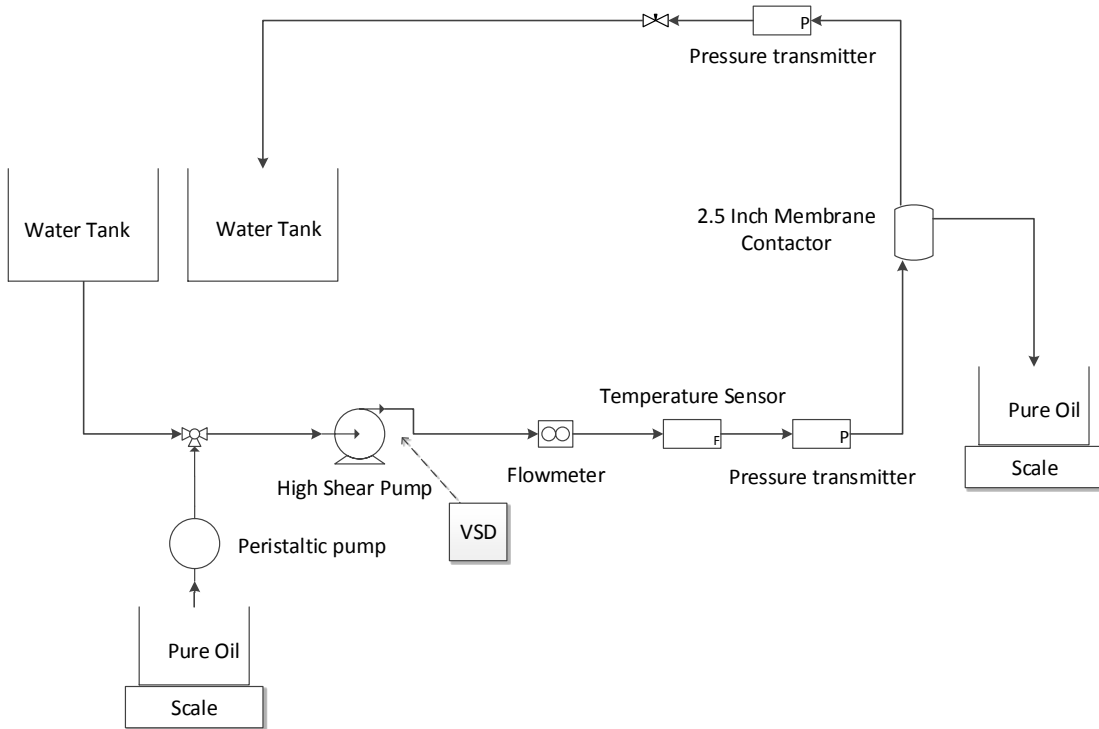 P
Pressure transmitter
Water Tank
Water Tank
2.5 Inch Membrane
Contactor
Temperature Sensor
F
P
Pure Oil
Scale
High Shear Pump
Flowmeter
Pressure transmitter
VSD
Peristaltic pump
Pure Oil
Scale